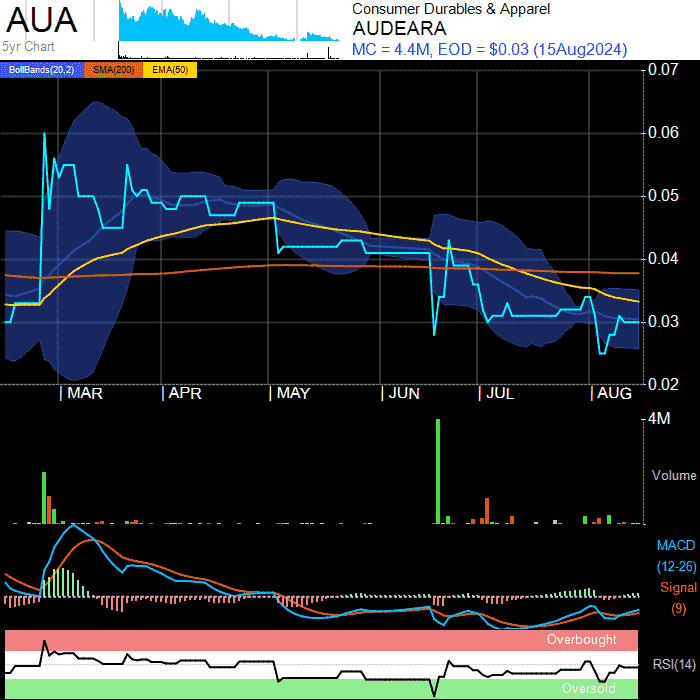 AUA
5yr Chart
Consumer Durables & Apparel
AUDEARA
MC = 4.4M, EOD = $0.03 (15Aug2024)
BollBands(20,2) SMA(200) EMA(50)
0.07
0.06
0.05
0.04
0.03
0.02
MAR APR MAY JUN JUL AUG
4M
Volume
MACD
(12-26)
Signal
(9)
Overbought
RSI(14)
Oversold